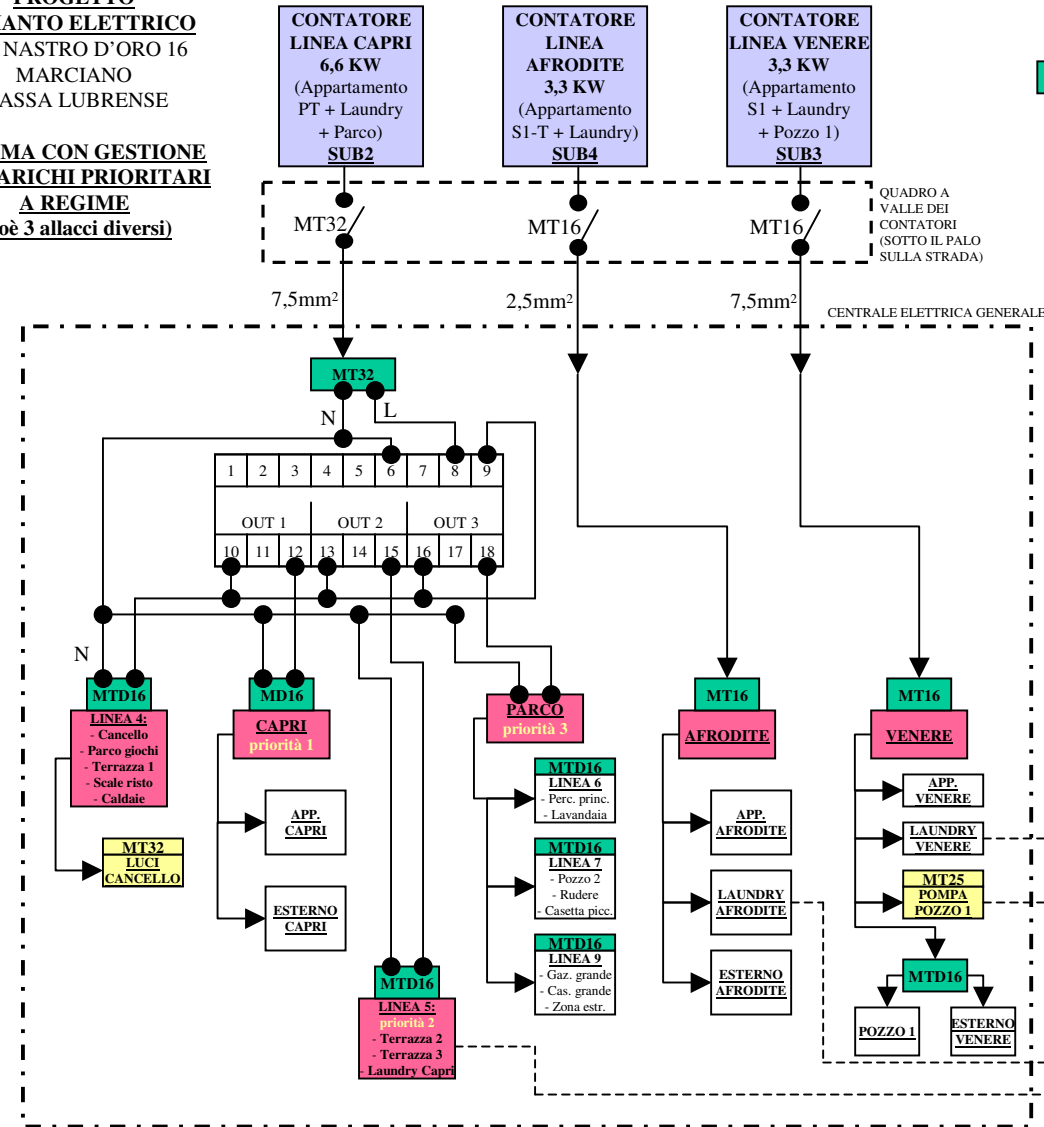 PROGETTO
NASTRO D'ORO 16
MARCIANO
CON GESTIONE
PRIORITARI
A REGIME
3 allacci diversi)
CONTATORE
LINEA CAPRI
6,6 KW
(Appartamento
PT + Laundry
+ Parco)
SUB2
CONTATORE
LINEA
AFRODITE
3,3 KW
(Appartamento
S1-T + Laundry)
SUB4
CONTATORE
LINEA VENERE
3,3 KW
(Appartamento
S1 + Laundry
+ Pozzo 1)
SUB3
MT32
MT16
MT16
QUADRO A
VALLE DEI
CONTATORI
(SOTTO IL PALO
SULLA STRADA)
7,5mm²
2,5mm²
7,5mm²
CENTRALE ELETTRICA GENERALE
MT32
N
L
1 2 3 4 5 6 7 8 9
OUT 1 OUT 2 OUT 3
10 11 12 13 14 15 16 17 18
N
MTD16
LINEA 4:
- Cancello
- Parco giochi
- Terrazza 1
- Scale risto
- Caldaie
MT32
LUCI
CANCELLO
MD16
CAPRI
priorità 1
APP.
CAPRI
ESTERNO
CAPRI
MTD16
LINEA 5:
priorità 2
- Terrazza 2
- Terrazza 3
- Laundry Capri
PARCO
priorità 3
MTD16
LINEA 6
- Perc. princ.
- Lavandaia
MTD16
LINEA 7
- Pozzo 2
- Rudere
- Casetta picc.
MTD16
LINEA 9
- Gaz. grande
- Cas. grande
- Zona estr.
MT16
AFRODITE
APP.
AFRODITE
LAUNDRY
AFRODITE
ESTERNO
AFRODITE
MT16
VENERE
APP.
VENERE
LAUNDRY
VENERE
MT25
POMPA
POZZO 1
MTD16
POZZO 1
ESTERNO
VENERE